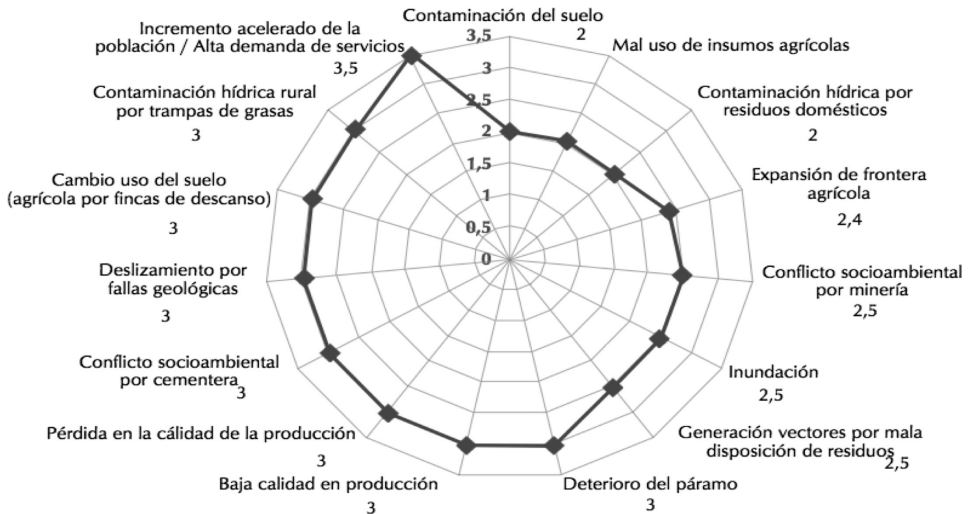 Contaminación del suelo
2
Mal uso de insumos agrícolas
Contaminación hídrica por
residuos domésticos
2
Expansión de frontera
agrícola
2,4
Conflicto socioambiental
por minería
2,5
Inundación
2,5
Generación vectores por mala
disposición de residuos
2,5
Deterioro del páramo
3
Baja calidad en producción
3
Pérdida en la cálidad de la producción
3
Conflicto socioambiental
por cementera
3
Deslizamiento por
fallas geológicas
3
Cambio uso del suelo
(agrícola por fincas de descanso)
3
Contaminación hídrica rural
por trampas de grasas
3
Incremento acelerado de la
población / Alta demanda de servicios
3,5
3,5
3
2,5
2
1,5
1
0,5
0